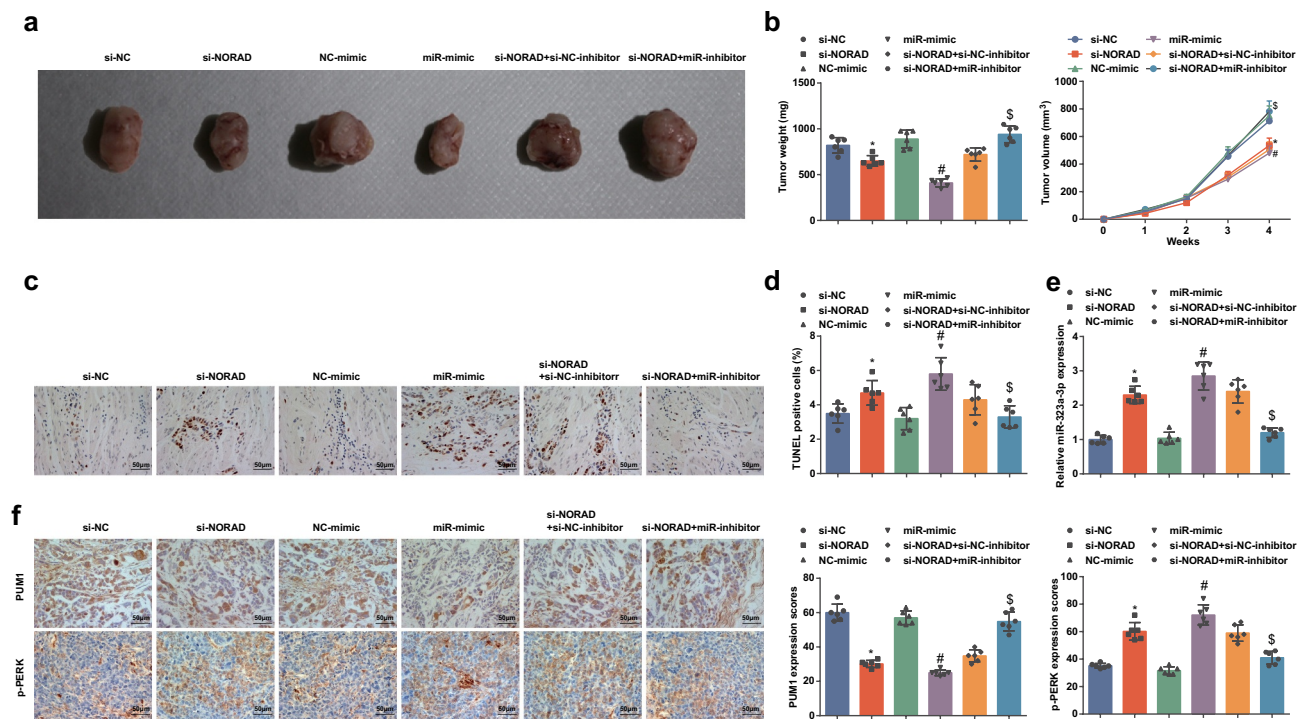 a
si-NC si-NORAD NC-mimic miR-mimic si-NORAD+si-NC-inhibitor si-NORAD+miR-inhibitor
b
si-NC miR-mimic
si-NORAD si-NORAD+si-NC-inhibitor
NC-mimic si-NORAD+miR-inhibitor
Tumor weight (mg)
1500
1000
500
0
* # $
si-NC miR-mimic
si-NORAD si-NORAD+si-NC-inhibitor
NC-mimic si-NORAD+miR-inhibitor
Tumor volume (mm3)
1000
800
600
400
200
0
$
*
#
0 1 2 3 4
Weeks
c
si-NC si-NORAD NC-mimic miR-mimic si-NORAD
+si-NC-inhibitorr si-NORAD+miR-inhibitor
50μm 50μm 50μm 50μm 50μm 50μm
d
si-NC miR-mimic
si-NORAD si-NORAD+si-NC-inhibitor
NC-mimic si-NORAD+miR-inhibitor
TUNEL positive cells (%)
8
6
4
2
0
* # $
e
si-NC miR-mimic
si-NORAD si-NORAD+si-NC-inhibitor
NC-mimic si-NORAD+miR-inhibitor
Relative miR-323a-3p expression
4
3
2
1
0
* # $
f
si-NC si-NORAD NC-mimic miR-mimic si-NORAD
+si-NC-inhibitor si-NORAD+miR-inhibitor
PUM1
50μm 50μm 50μm 50μm 50μm 50μm
p-PERK
50μm 50μm 50μm 50μm 50μm 50μm
si-NC miR-mimic
si-NORAD si-NORAD+si-NC-inhibitor
NC-mimic si-NORAD+miR-inhibitor
PUM1 expression scores
80
60
40
20
0
* # $
si-NC miR-mimic
si-NORAD si-NORAD+si-NC-inhibitor
NC-mimic si-NORAD+miR-inhibitor
p-PERK expression scores
100
80
60
40
20
0
* # $